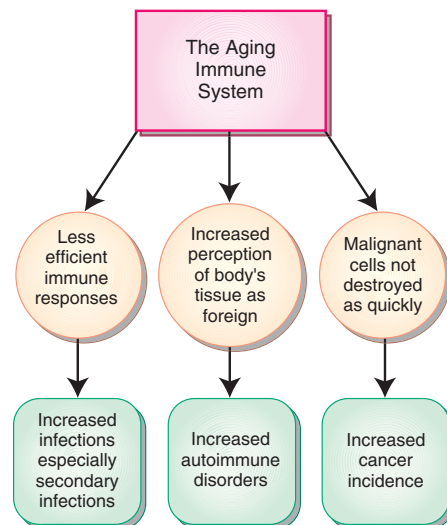 The Aging
Immune
System
Less
efficient
immune
responses
Increased
perception
of body's
tissue as
foreign
Malignant
cells not
destroyed
as quickly
Increased
infections
especially
secondary
infections
Increased
autoimmune
disorders
Increased
cancer
incidence